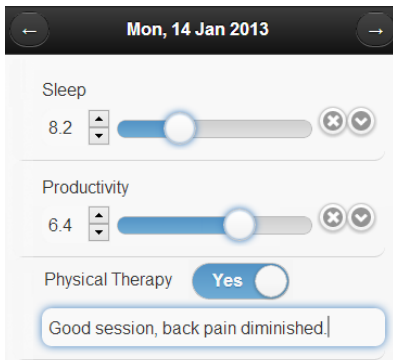 Mon, 14 Jan 2013
Sleep
8.2
Productivity
6.4
Physical Therapy Yes
Good session, back pain diminished.